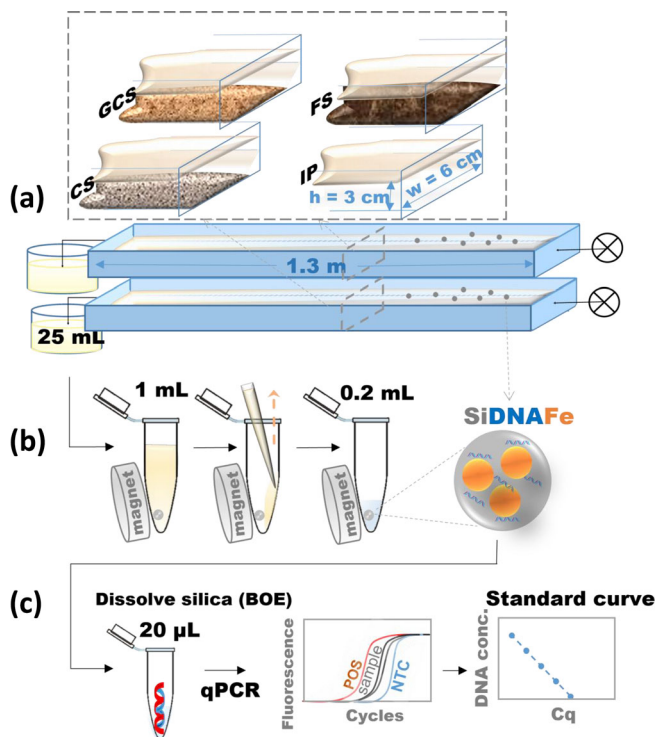 (a)
GCS
FS
CS
IP
h = 3 cm
w = 6 cm
1.3 m
25 mL
(b)
1 mL
0.2 mL
magnet
magnet
magnet
SiDNAFe
(c)
Dissolve silica (BOE)
20 µL
qPCR
Fluorescence
POS
sample
NTC
Cycles
Standard curve
DNA conc.
Cq